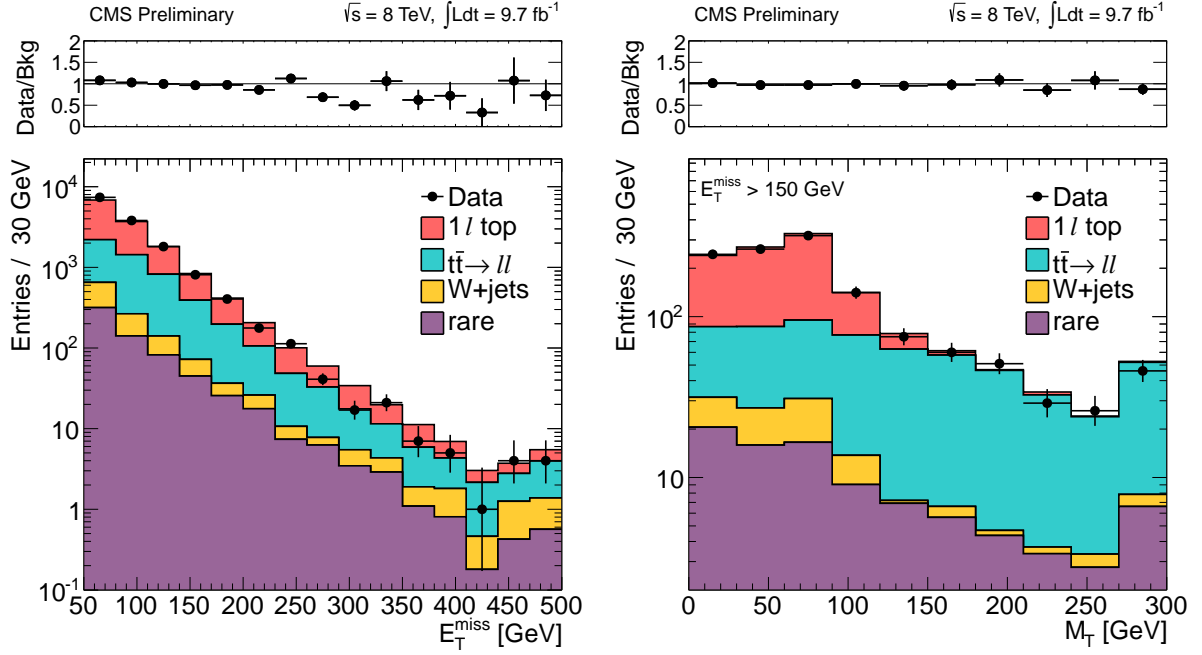 CMS Preliminary
√s = 8 TeV, ∫Ldt = 9.7 fb⁻¹
Data/Bkg
2
1.5
1
0.5
0
Entries / 30 GeV
10⁴
10³
10²
10
1
10⁻¹
Data
1 l top
tt̄→ ll
W+jets
rare
50 100 150 200 250 300 350 400 450 500
E_T^miss [GeV]
CMS Preliminary
√s = 8 TeV, ∫Ldt = 9.7 fb⁻¹
Data/Bkg
2
1.5
1
0.5
0
Entries / 30 GeV
10²
10
E_T^miss > 150 GeV
Data
1 l top
tt̄→ ll
W+jets
rare
0 50 100 150 200 250 300
M_T [GeV]